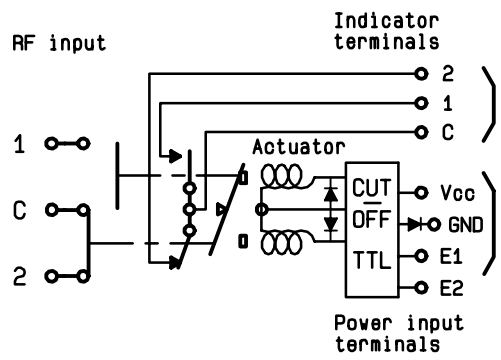 Indicator
terminals
RF input
2
1
C
1
Actuator
CUT
OFF
TTL
Vcc
C
GND
E1
2
E2
Power input
terminals